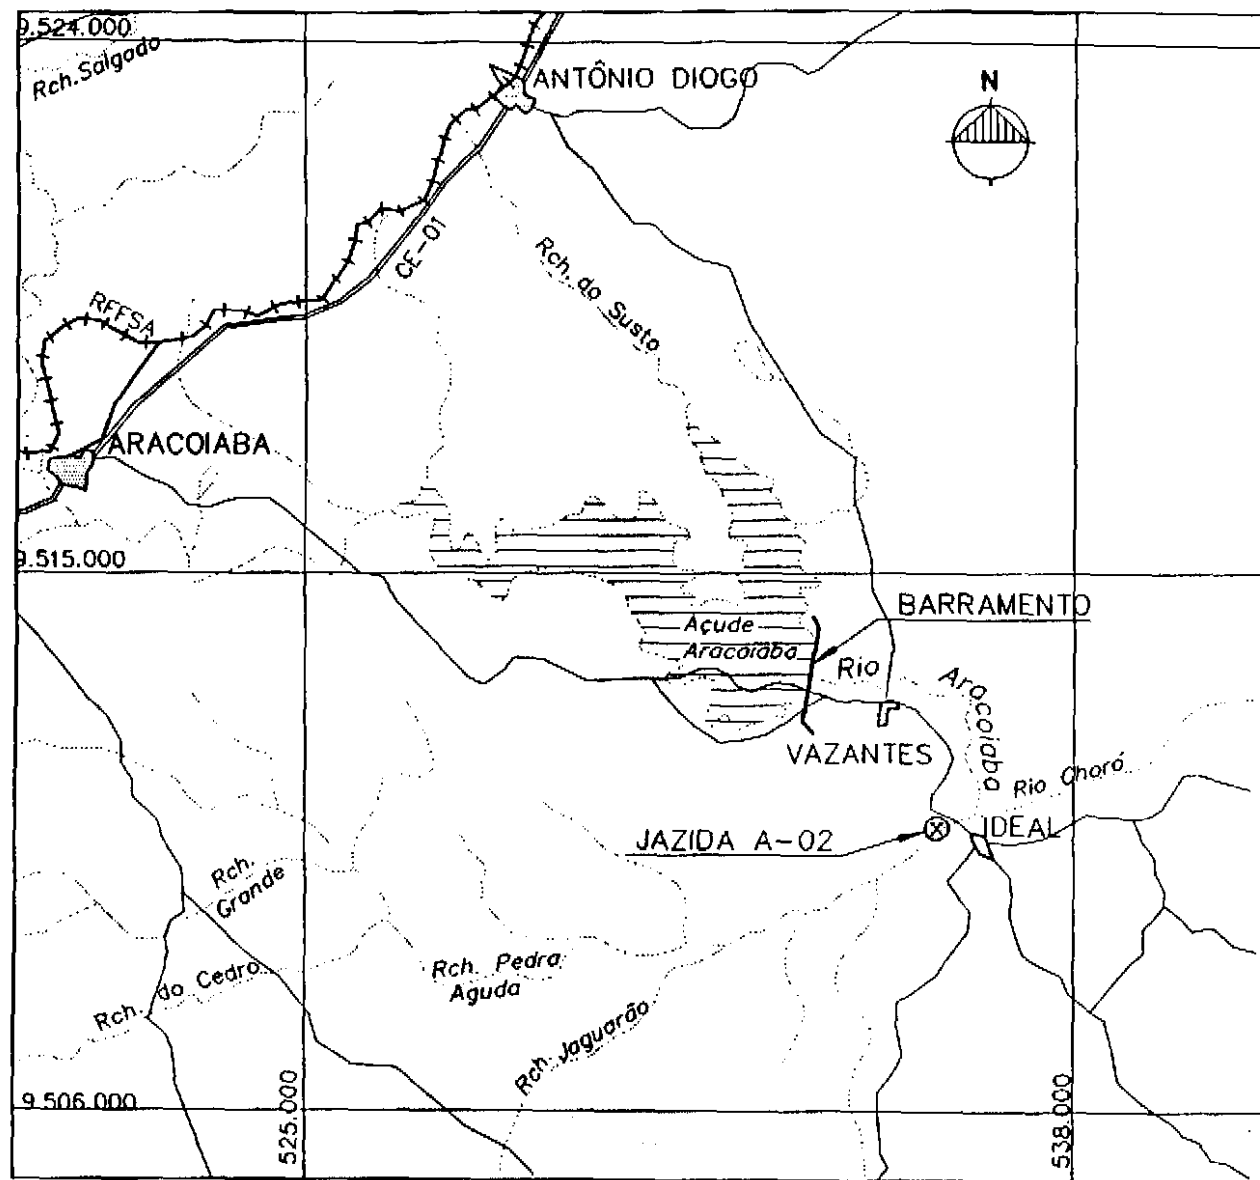 9.524.000
Rch. Salgado
ANTÔNIO DIOGO
N
CE-01
Rch. do Susto
RFFSA
ARACOIABA
9.515.000
BARRAMENTO
Açude
Aracoiaba
Rio
Aracoiaba
VAZANTES
Rio Choró
JAZIDA A-02
IDEAL
Rch.
Grande
Rch. Pedra
Aguda
Rch. do Cedro
Rch. Jaguarão
9.506.000
525.000
538.000